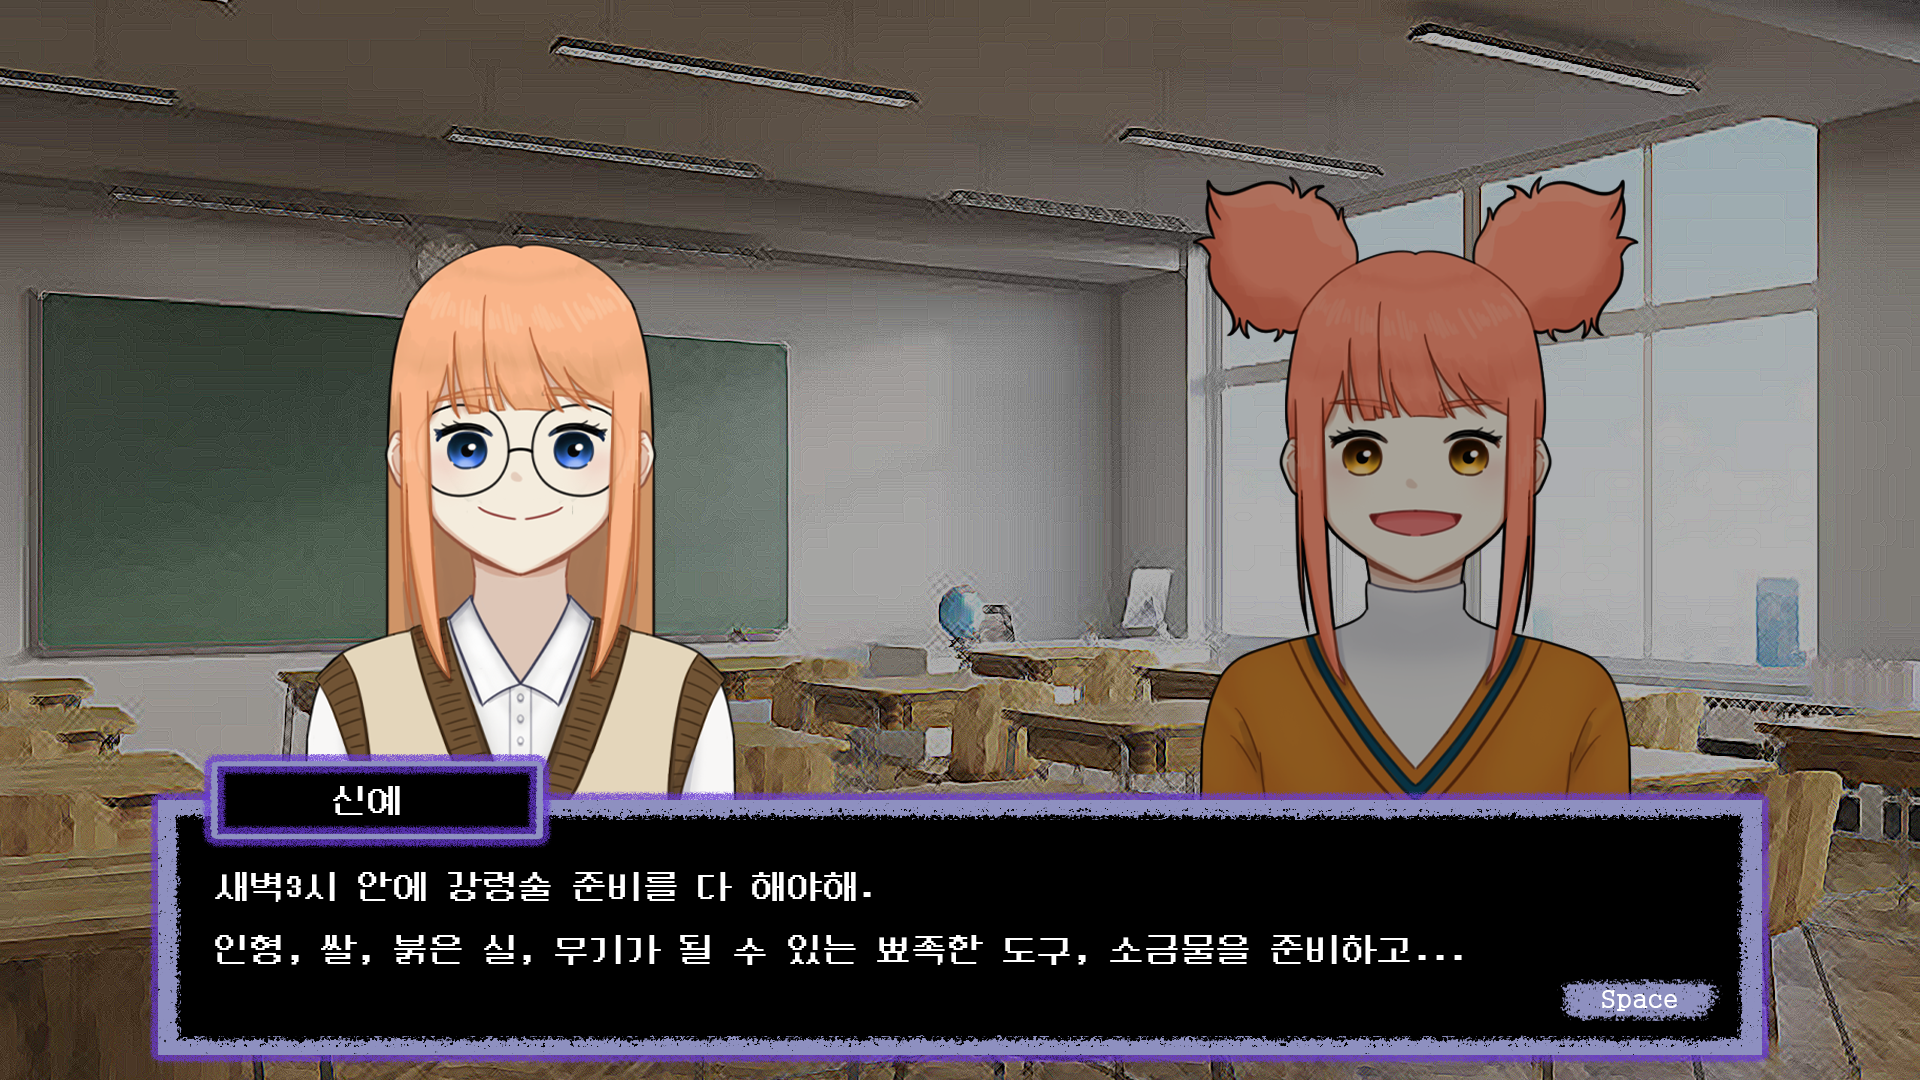 신예
새벽3시 안에 강령술 준비를 다 해야해.
인형, 쌀, 붉은 실, 무기가 될 수 있는 뾰족한 도구, 소금물을 준비하고...
Space